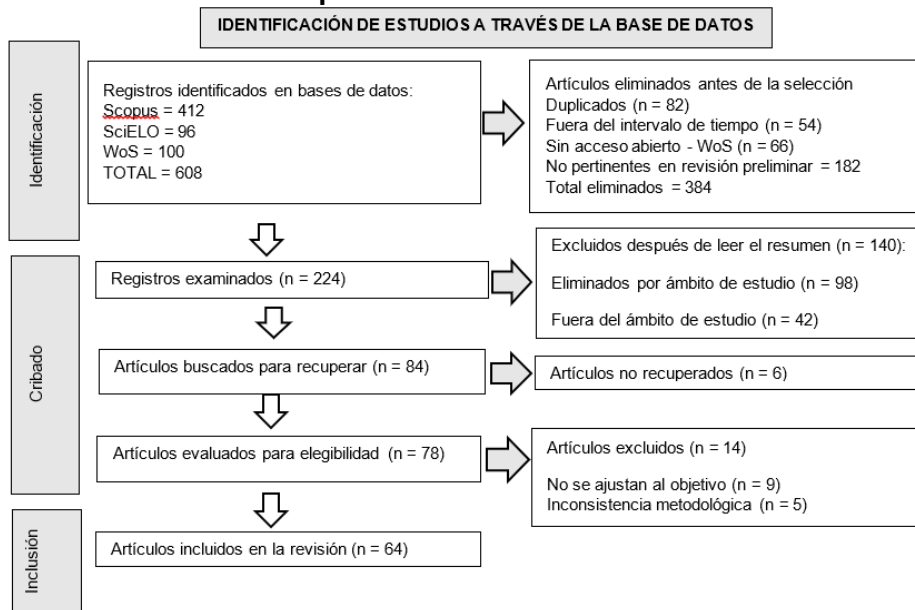 IDENTIFICACIÓN DE ESTUDIOS A TRAVÉS DE LA BASE DE DATOS
Identificación
Registros identificados en bases de datos:
Scopus = 412
SciELO = 96
WoS = 100
TOTAL = 608
Artículos eliminados antes de la selección
Duplicados (n = 82)
Fuera del intervalo de tiempo (n = 54)
Sin acceso abierto - WoS (n = 66)
No pertinentes en revisión preliminar = 182
Total eliminados = 384
Cribado
Registros examinados (n = 224)
Excluidos después de leer el resumen (n = 140):
Eliminados por ámbito de estudio (n = 98)
Fuera del ámbito de estudio (n = 42)
Artículos buscados para recuperar (n = 84)
Artículos no recuperados (n = 6)
Artículos evaluados para elegibilidad (n = 78)
Artículos excluidos (n = 14)
No se ajustan al objetivo (n = 9)
Inconsistencia metodológica (n = 5)
Inclusión
Artículos incluidos en la revisión (n = 64)